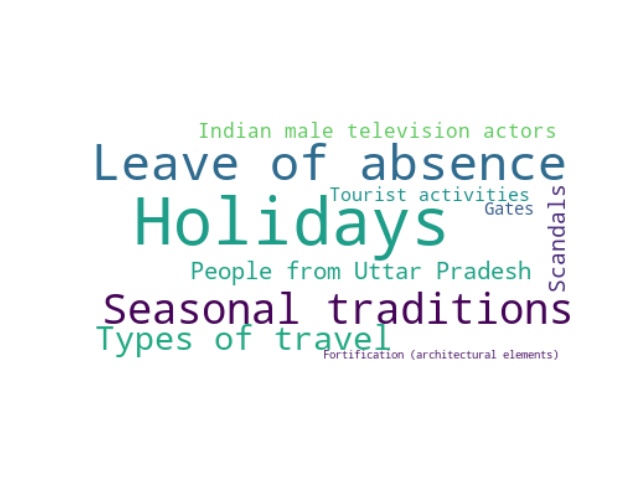 Indian male television actors
Leave of absence
Tourist activities
Holidays
Gates
Scandals
People from Uttar Pradesh
Seasonal traditions
Types of travel
Fortification (architectural elements)